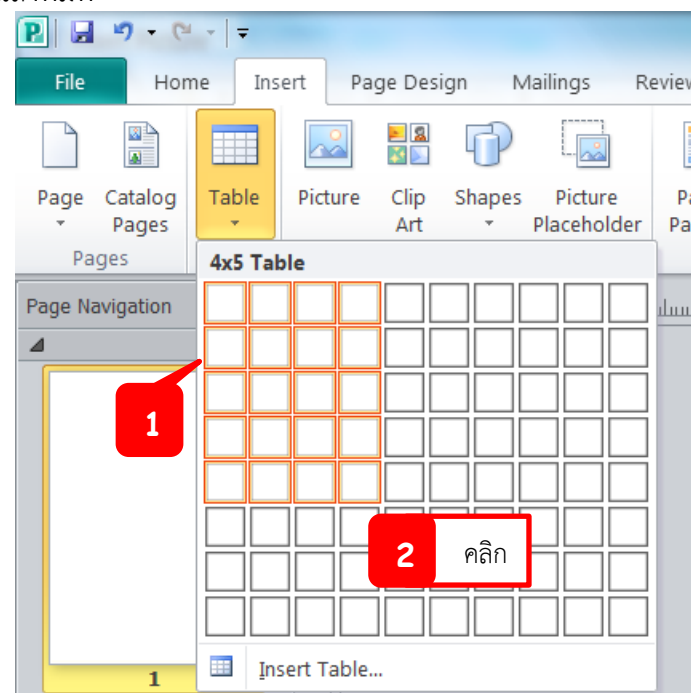 P
File Home Insert Page Design Mailings Review
Page Catalog Pages Table Picture Clip Art Shapes Picture Placeholder
Pages
4x5 Table
Page Navigation
1
2 คลิก
Insert Table...
1